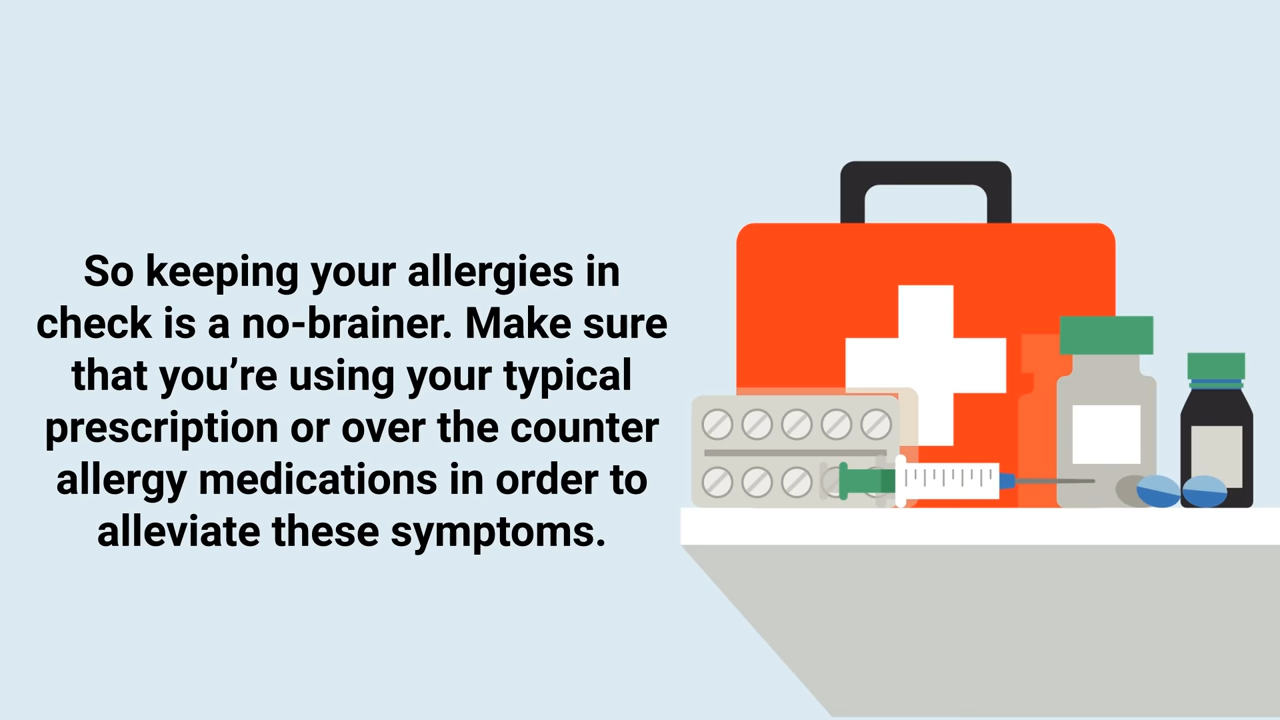 So keeping your allergies in
check is a no-brainer. Make sure
that you’re using your typical
prescription or over the counter
allergy medications in order to
alleviate these symptoms.